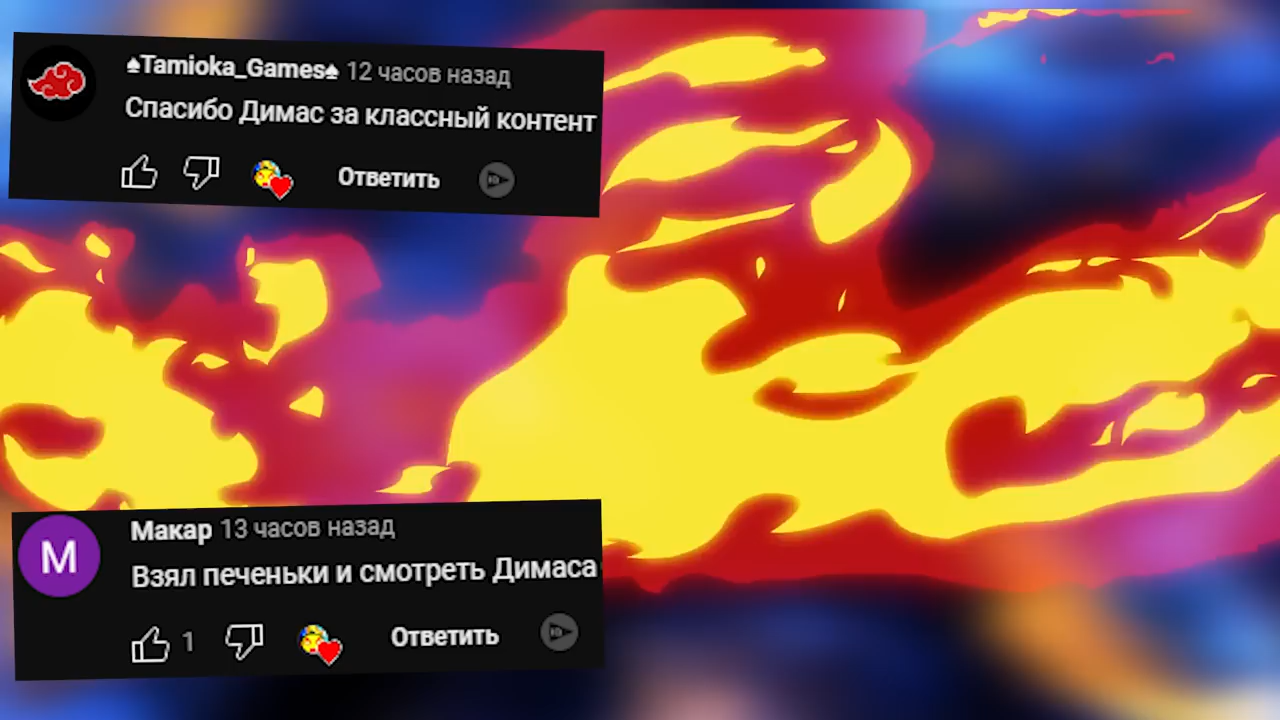 ♠Tamioka_Games♠ 12 часов назад
Спасибо Димас за классный контент
Ответить
М
Макар 13 часов назад
Взял печеньки и смотреть Димаса
1
Ответить